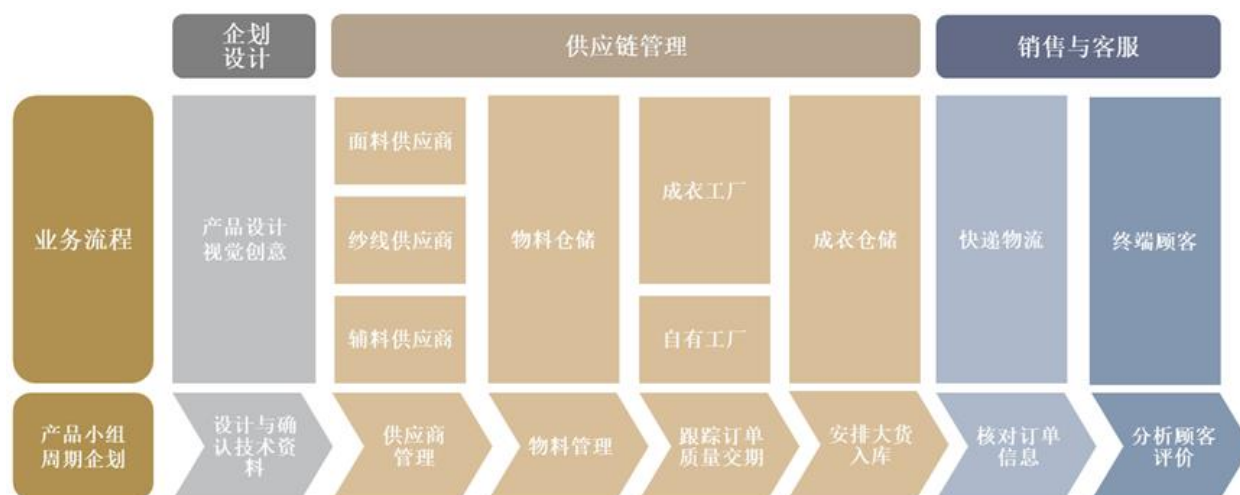 企划
设计
供应链管理
销售与客服
业务流程
产品设计
视觉创意
面料供应商
纱线供应商
辅料供应商
物料仓储
成衣工厂
自有工厂
成衣仓储
快递物流
终端顾客
产品小组
周期企划
设计与确
认技术资
料
供应商
管理
物料管理
跟踪订单
质量交期
安排大货
入库
核对订单
信息
分析顾客
评价